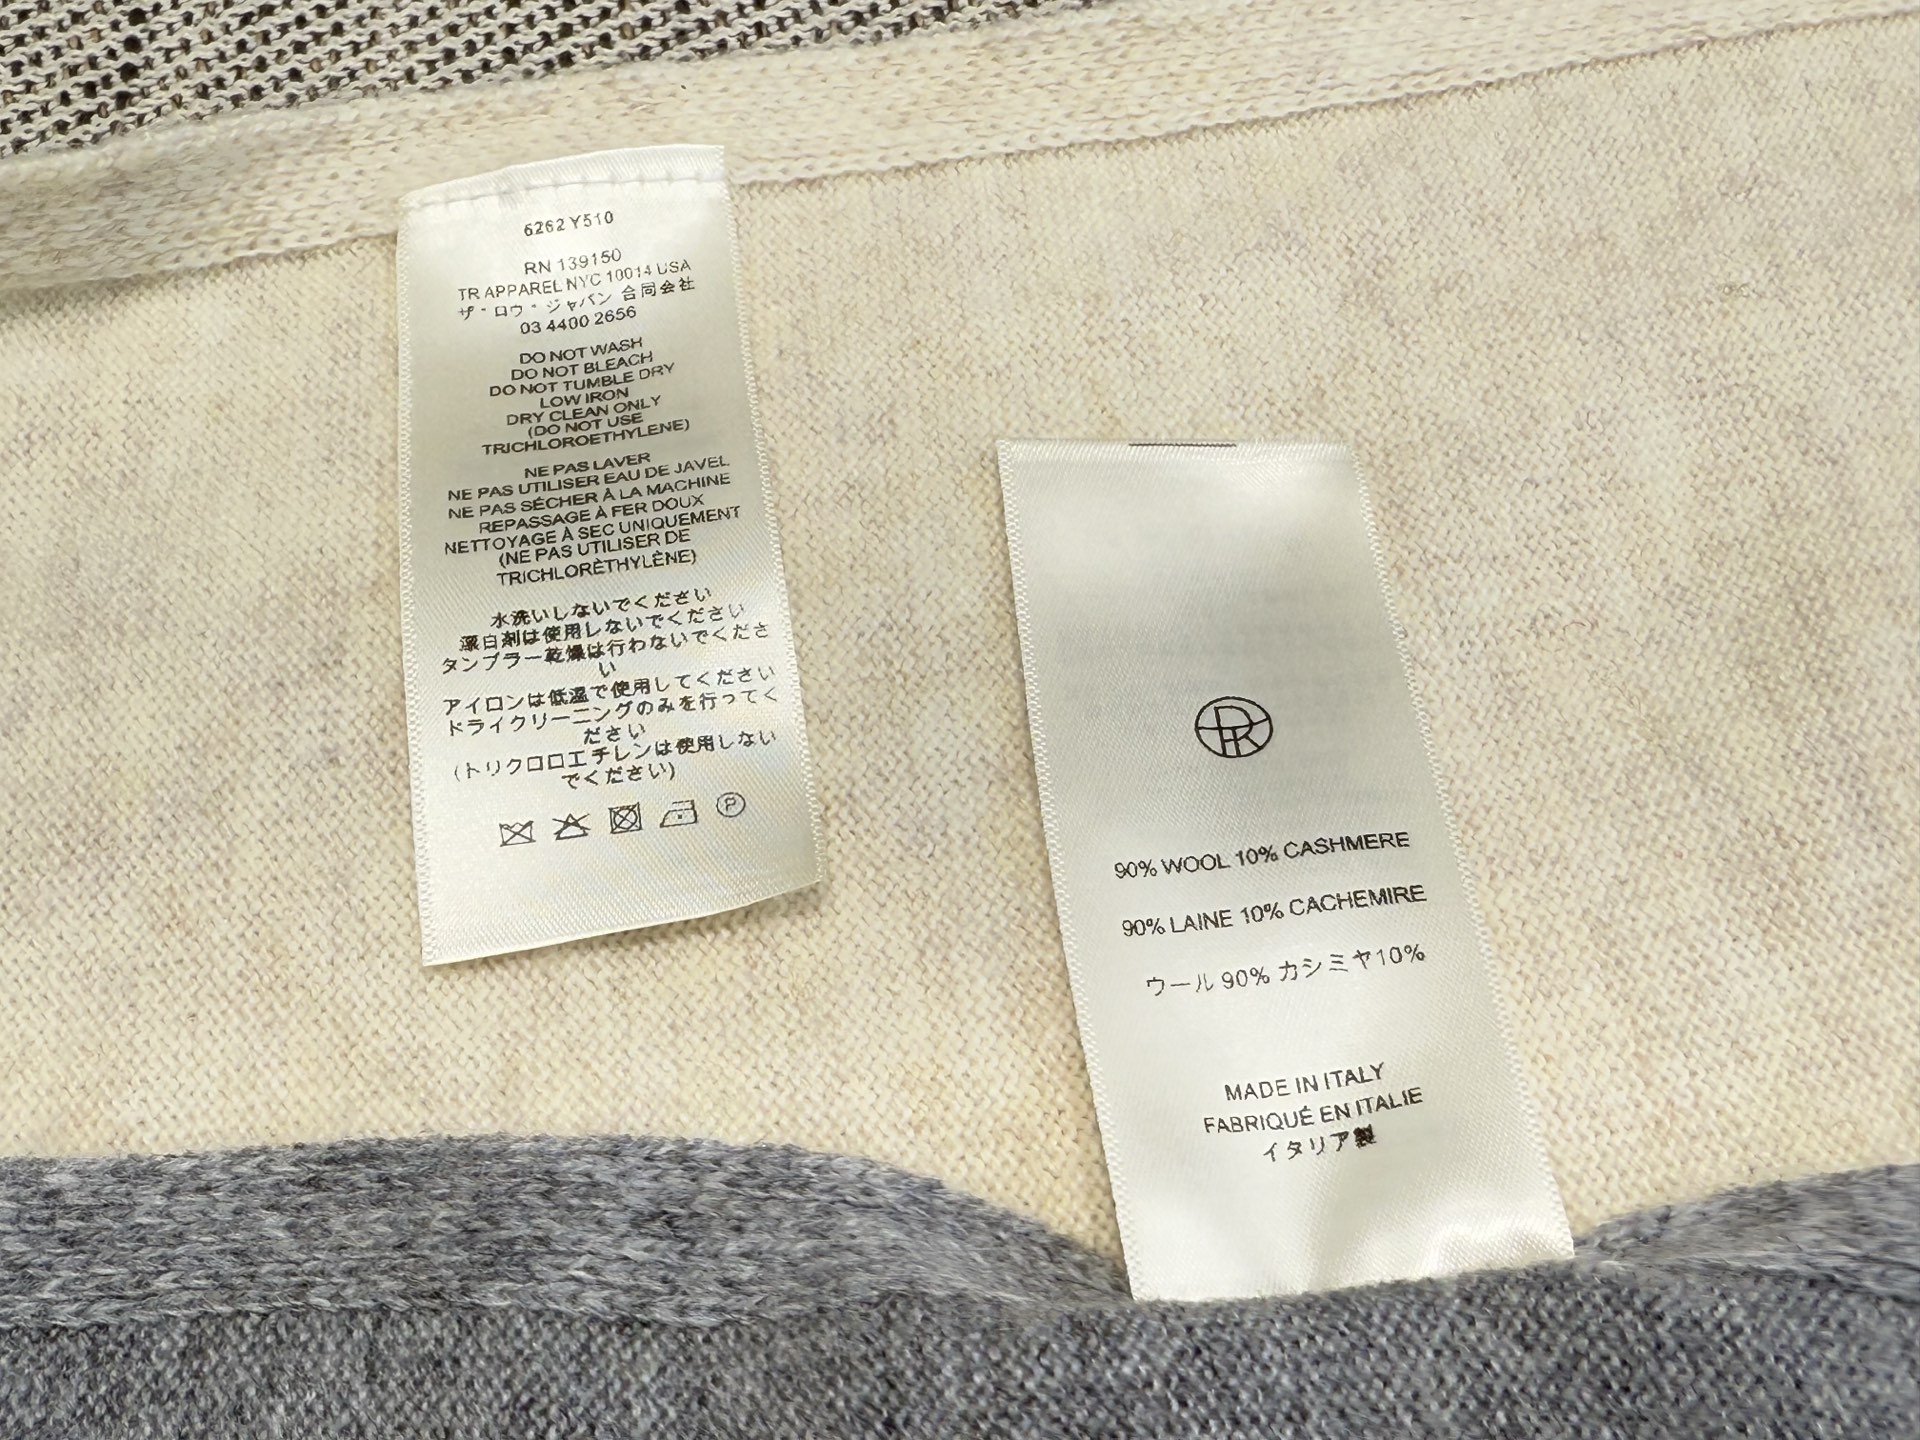 6262 Y510
RN 139150
TR APPAREL NYC 10014 USA
ザ・ロウ・ジャパン 合同会社
03 4400 2656
DO NOT WASH
DO NOT BLEACH
DO NOT TUMBLE DRY
LOW IRON
DRY CLEAN ONLY
(DO NOT USE
TRICHLOROETHYLENE)
NE PAS LAVER
NE PAS UTILISER EAU DE JAVEL
NE PAS SÉCHER À LA MACHINE
REPASSAGE À FER DOUX
NETTOYAGE À SEC UNIQUEMENT
(NE PAS UTILISER DE
TRICHLORÈTHYLÈNE)
水洗いしないでください
漂白剤は使用しないでください
タンブラー乾燥は行わないでくださ
い
アイロンは低温で使用してください
ドライクリーニングのみを行ってく
ださい
(トリクロロエチレンは使用しない
でください)
P
90% WOOL 10% CASHMERE
90% LAINE 10% CACHEMIRE
ウール 90% カシミヤ10%
MADE IN ITALY
FABRIQUÉ EN ITALIE
イタリア製